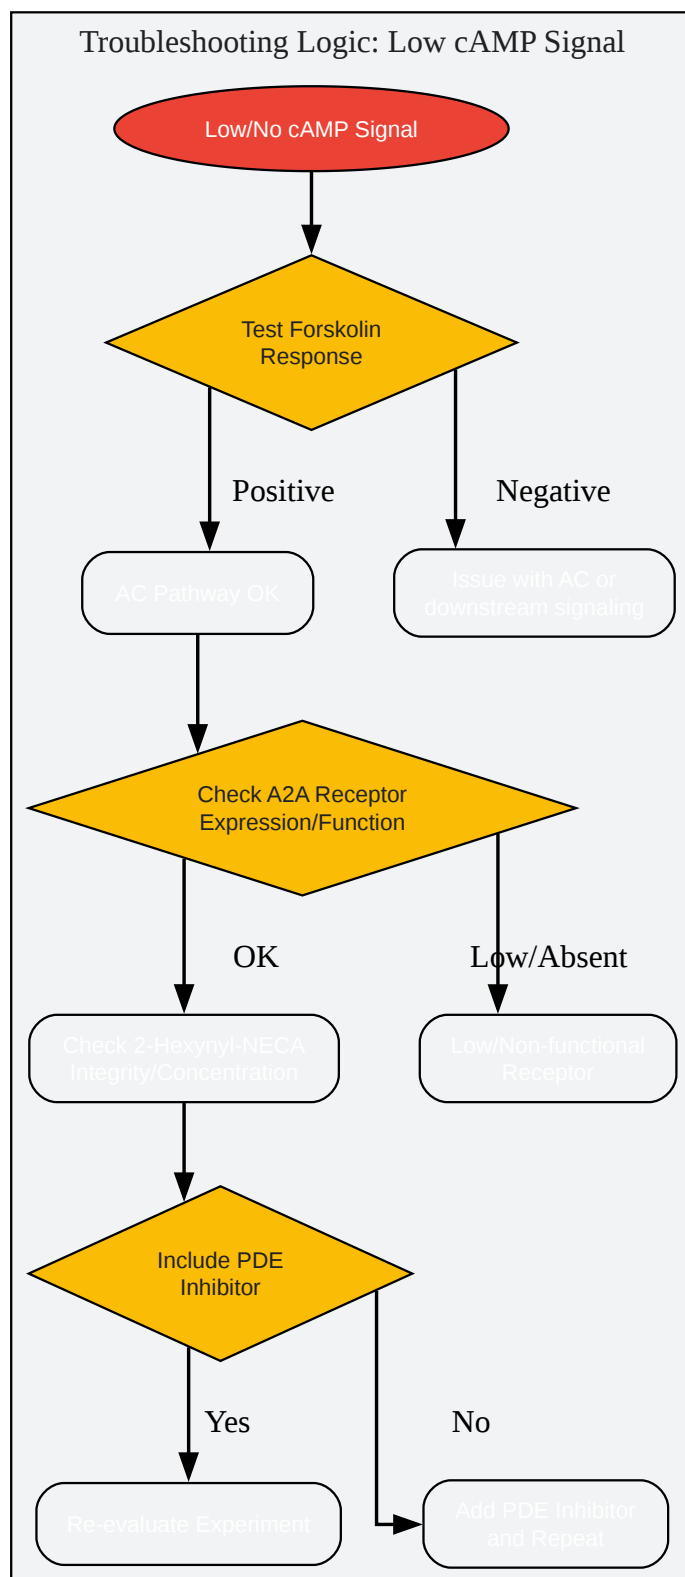 Troubleshooting Logic: Low cAMP Signal
Low/No cAMP Signal
Test Forskolin
Response
Positive
Negative
AC Pathway OK
Issue with AC or
downstream signaling
Check A2A Receptor
Expression/Function
OK
Low/Absent
Check 2-Hexynyl-NECA
Integrity/Concentration
Low/Non-functional
Receptor
Include PDE
Inhibitor
Yes
No
Re-evaluate Experiment
Add PDE Inhibitor
and Repeat